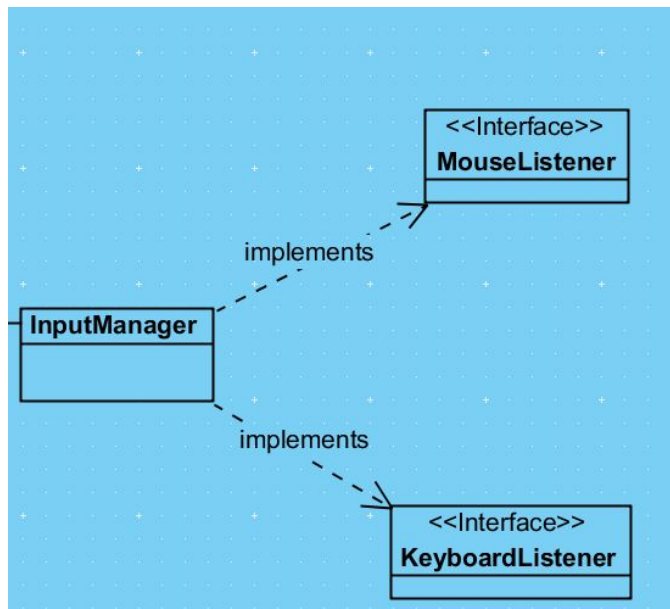 <<Interface>>
MouseListener
implements
InputManager
implements
<<Interface>>
KeyboardListener